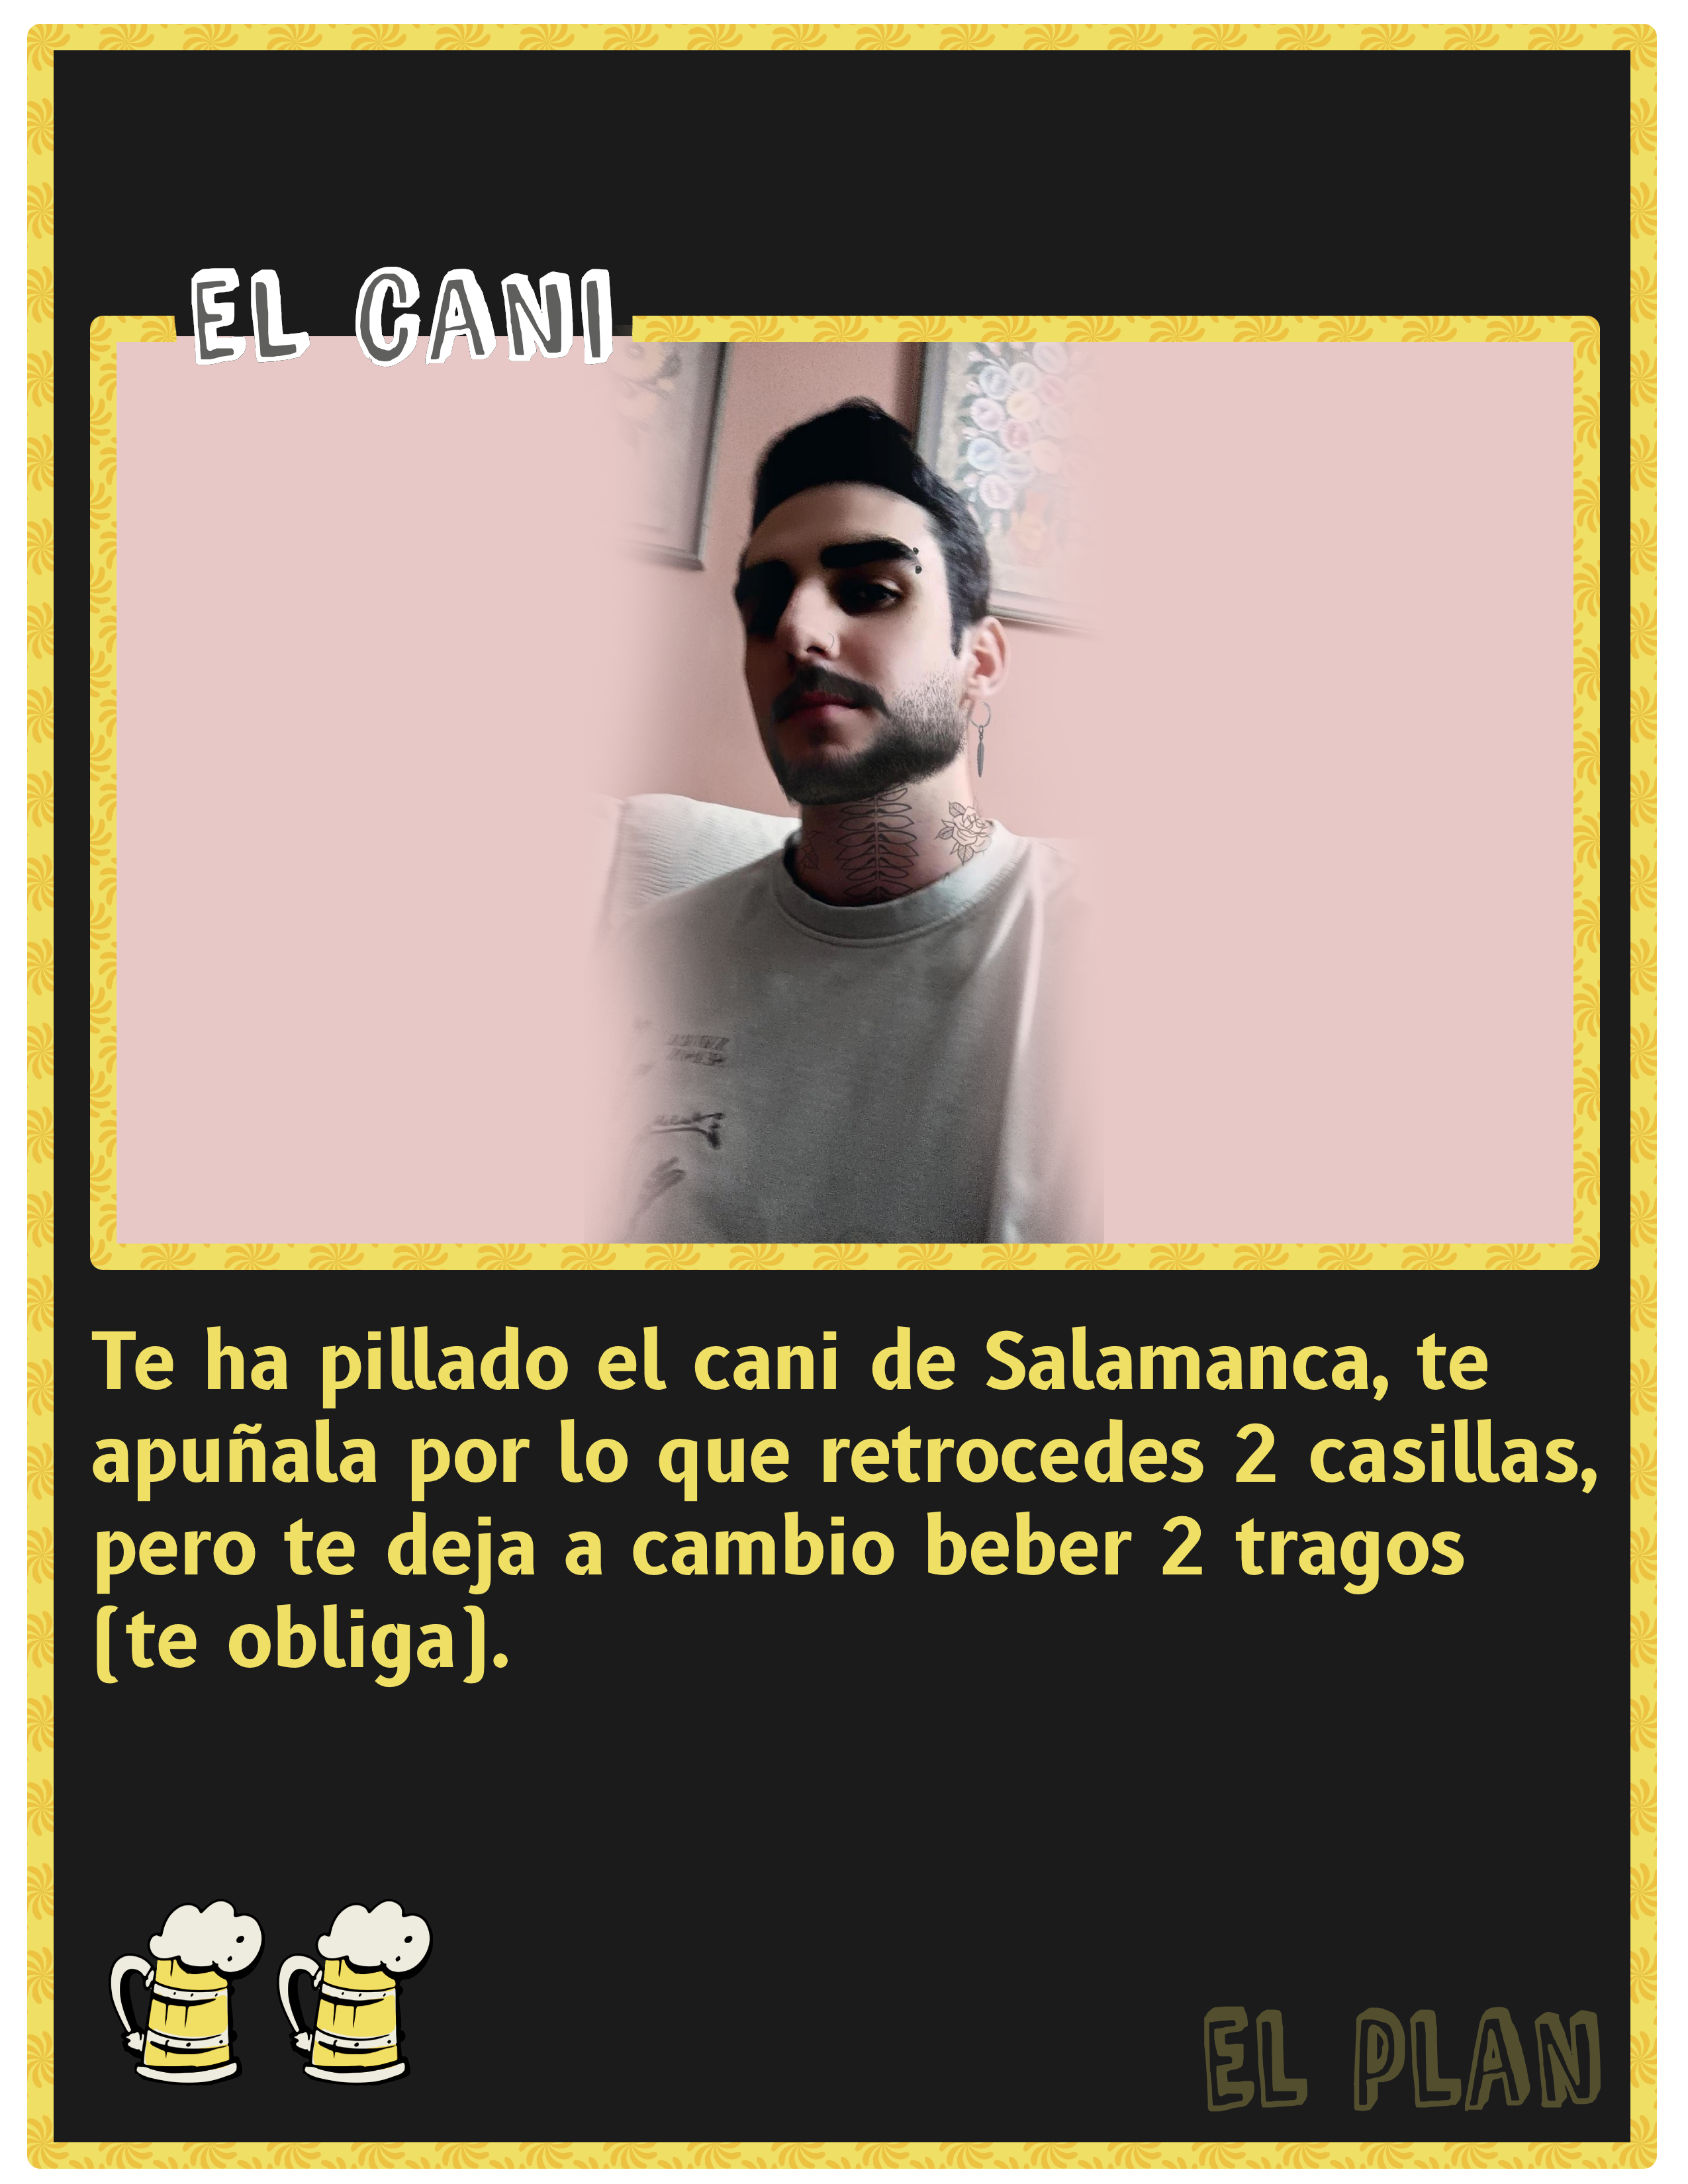 EL CANI
Te ha pillado el cani de Salamanca, te
apuñala por lo que retrocedes 2 casillas,
pero te deja a cambio beber 2 tragos
(te obliga).
EL PLAN